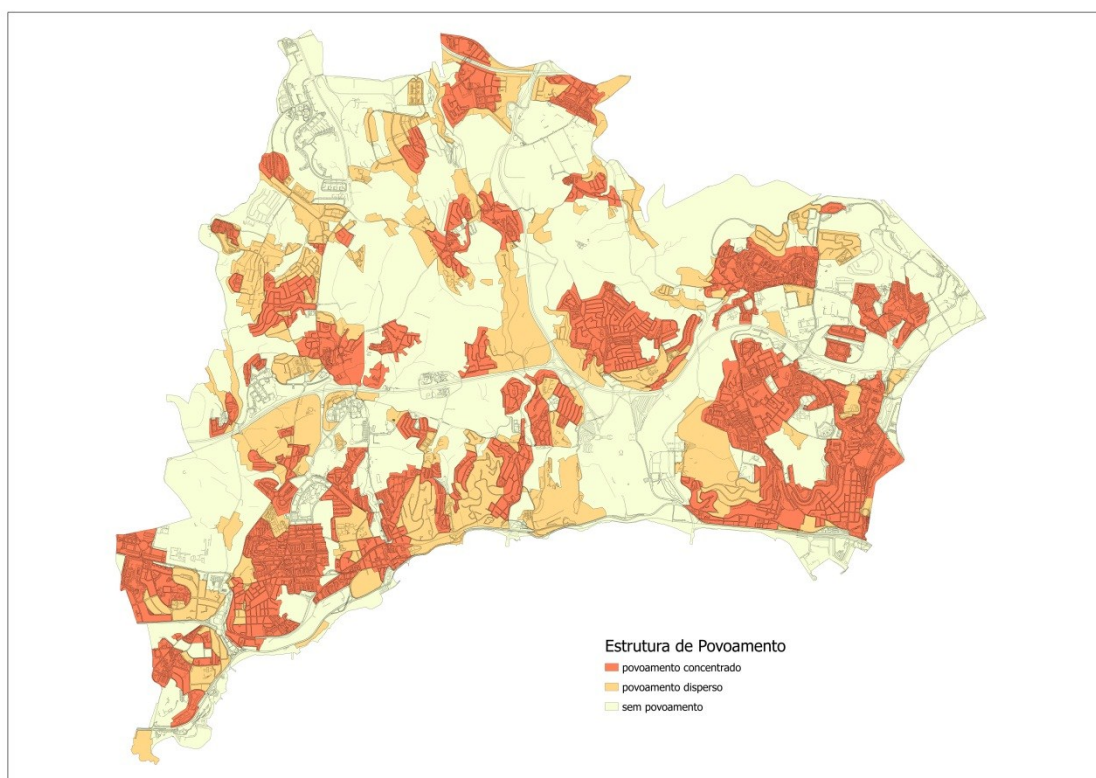 Estrutura de Povoamento
povoamento concentrado
povoamento disperso
sem povoamento